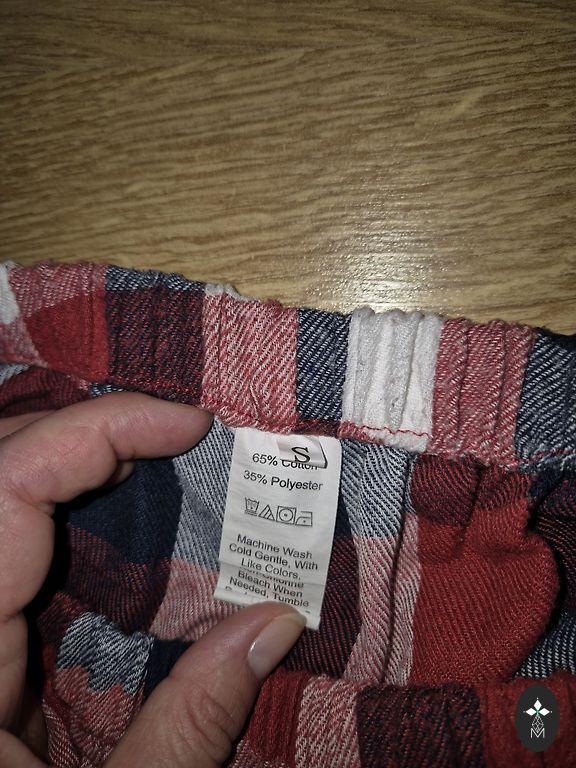 S
65% Cotton
35% Polyester
Machine Wash
Cold Gentle, With
Like Colors,
Bleach When
Needed, Tumble
M